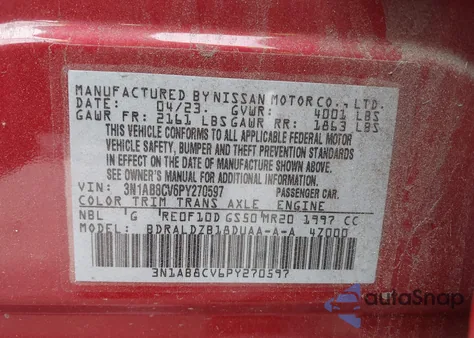 MANUFACTURED BY NISSAN MOTOR CO., LTD.
DATE: 04/23. GVWR: 4001 LBS
GAWR FR: 2161 LBS GAWR RR: 1863 LBS
THIS VEHICLE CONFORMS TO ALL APPLICABLE FEDERAL MOTOR
VEHICLE SAFETY, BUMPER AND THEFT PREVENTION STANDARDS
IN EFFECT ON THE DATE OF MANUFACTURE SHOWN ABOVE.
SEE OWNER'S MANUAL FOR ADDITIONAL INFORMATION
VIN: 3N1AB8CV6PY270597 PASSENGER CAR.
COLOR TRIM TRANS AXLE ENGINE
NBL 'G RE0F10D GS50 MR20 1997 CC
MODEL: BDRALDZB18DUAA-A-A 47000
3N1AB8CV6PY270597
autoSnap